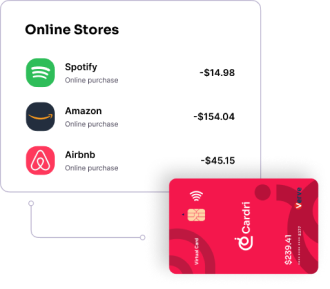 Online Stores
Spotify
Online purchase
-$14.98
Amazon
Online purchase
-$154.04
Airbnb
Online purchase
-$45.15
Virtual Card
Cardri
$239.41